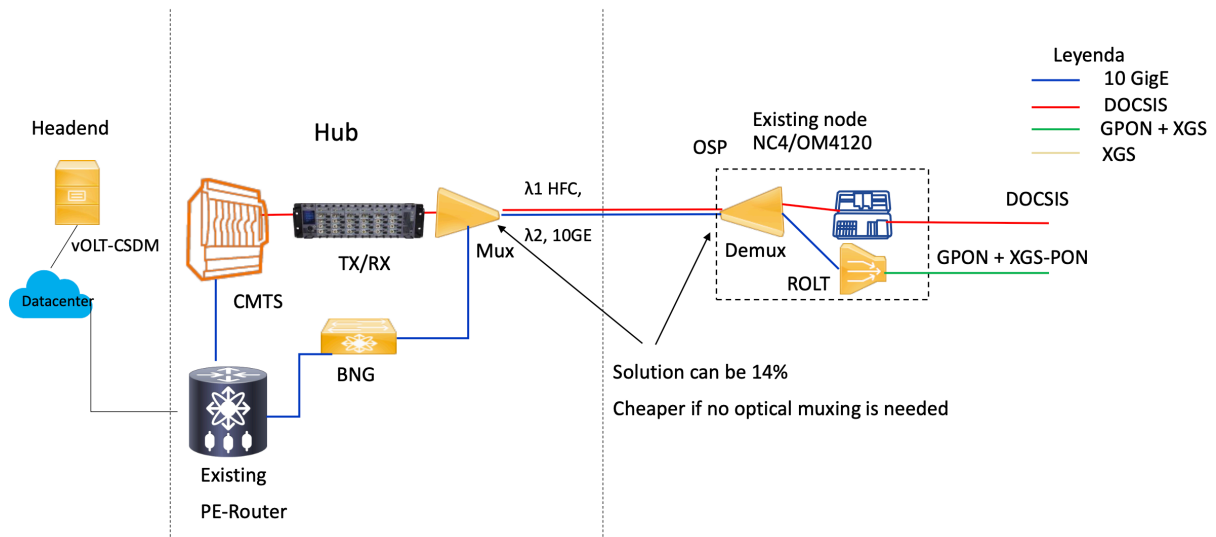 Leyenda
10 GigE
DOCSIS
GPON + XGS
XGS
Headend
Hub
Existing node
NC4/OM4120
OSP
vOLT-CSDM
Datacenter
TX/RX
CMTS
Mux
λ1 HFC,
λ2, 10GE
Demux
ROLT
DOCSIS
GPON + XGS-PON
BNG
Solution can be 14%
Cheaper if no optical muxing is needed
Existing
PE-Router